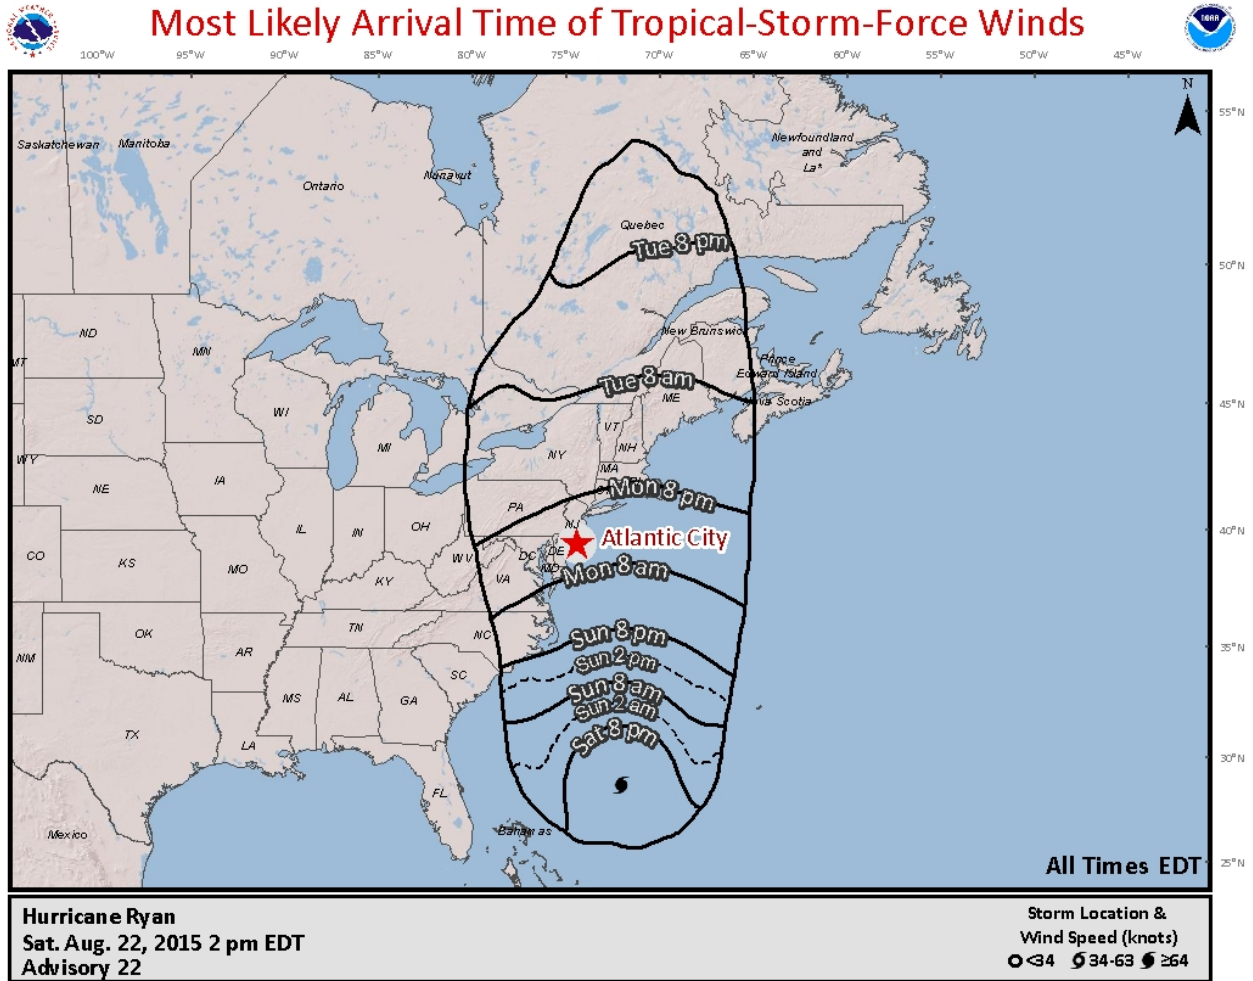 Most Likely Arrival Time of Tropical-Storm-Force Winds
NOAA
100°W 95°W 90°W 85°W 80°W 75°W 70°W 65°W 60°W 55°W 50°W 45°W
N
55°N
Saskatchewan Manitoba
Newfoundland
and
La*
Nunavut
Ontario
Quebec
Tue 8 pm
50°N
ND
MN
New Brunswick
MT
Prince
Edward Island
Tue 8 am
ME
Nova Scotia
45°N
SD
WI
VT
MI
NH
NY
WY
MA
IA
NE
Mon 8 pm
PA
NJ
OH
IL
IN
40°N
Atlantic City
CO
KS
MO
WV
DC
DE
MD
VA
Mon 8 am
KY
OK
TN
NC
Sun 8 pm
35°N
NM
AR
SC
Sun 2 pm
MS
AL
GA
Sun 8 am
Sun 2 am
TX
LA
Sat 8 pm
30°N
FL
Mexico
Bahamas
All Times EDT
25°N
Hurricane Ryan
Sat. Aug. 22, 2015 2 pm EDT
Advisory 22
Storm Location &
Wind Speed (knots)
<34 34-63 ≥64